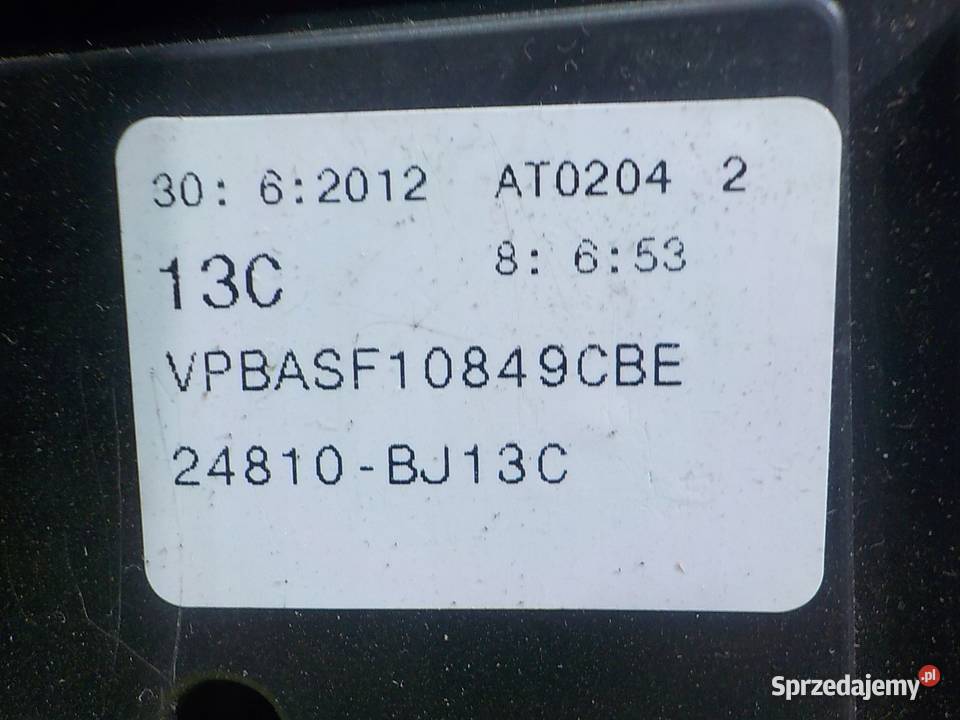 30: 6:2012 AT0204 2
13C 8: 6:53
VPBASF10849CBE
24810-BJ13C
Sprzedajemy.pl